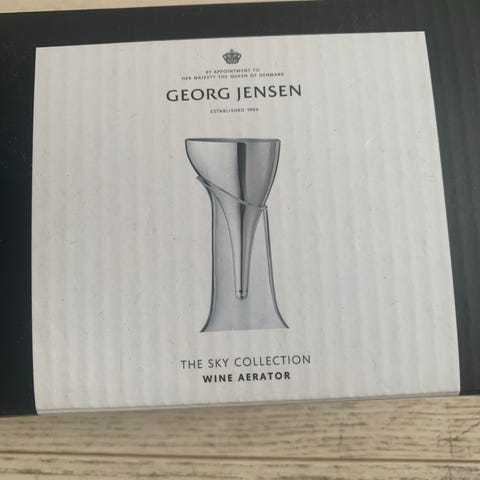 BY APPOINTMENT TO
HER MAJESTY THE QUEEN OF DENMARK
GEORG JENSEN
ESTABLISHED 1904
THE SKY COLLECTION
WINE AERATOR